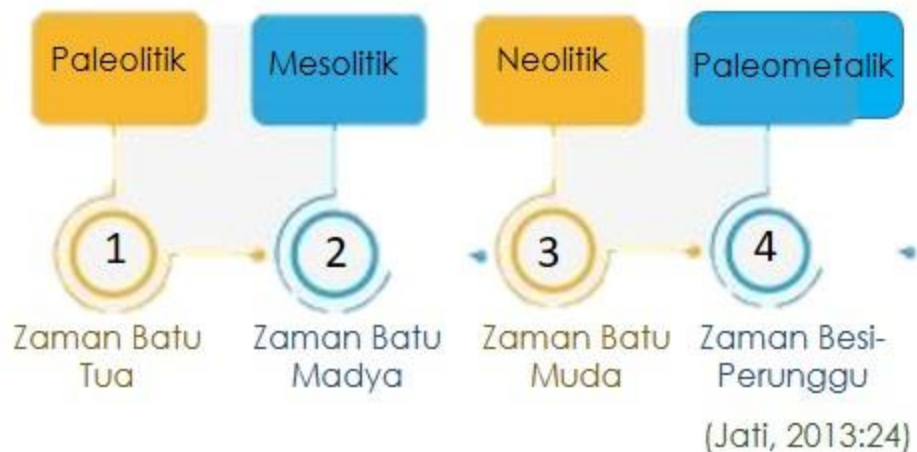 Paleolitik
Mesolitik
Neolitik
Paleometalik
1
2
3
4
Zaman Batu
Tua
Zaman Batu
Madya
Zaman Batu
Muda
Zaman Besi-
Perunggu
(Jati, 2013:24)